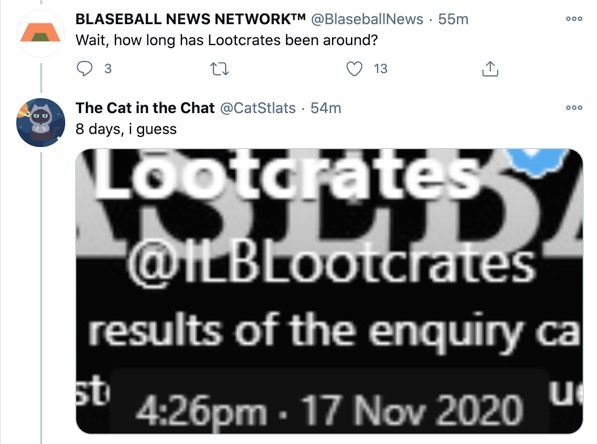 BLASEBALL NEWS NETWORK™ @BlaseballNews · 55m
Wait, how long has Lootcrates been around?
3 13
The Cat in the Chat @CatStlats · 54m
8 days, i guess
Lootcrates
@ILBLootcrates
results of the enquiry ca
4:26pm · 17 Nov 2020